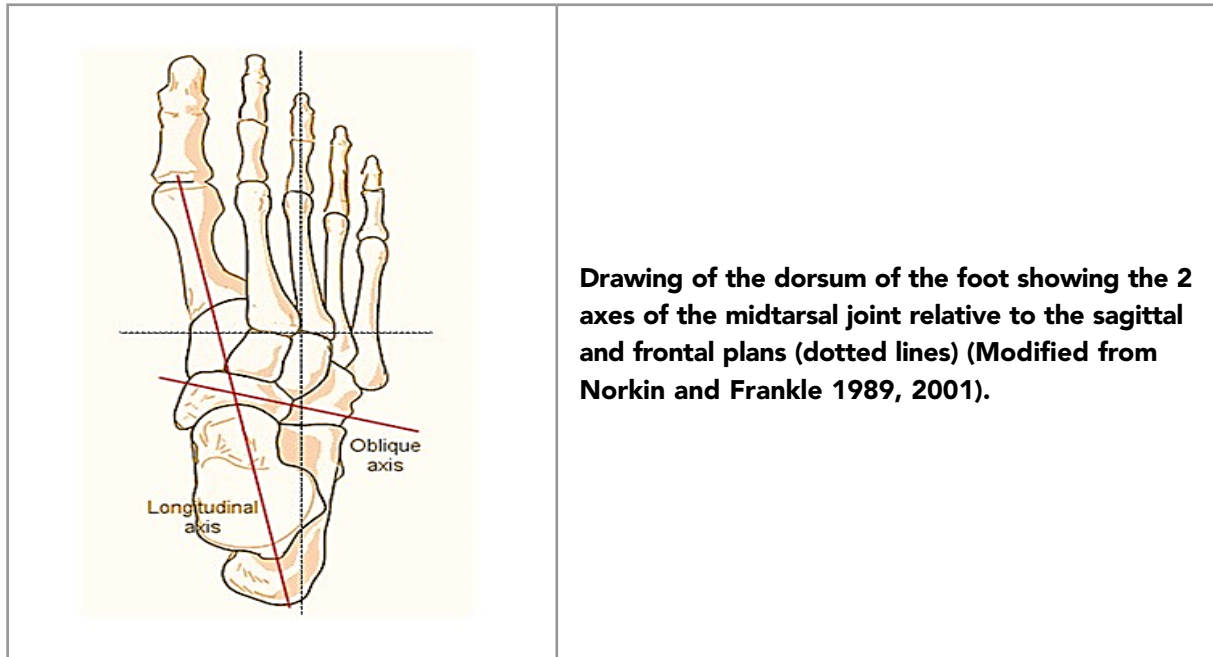 Oblique
axis
Longitudinal
axis
Drawing of the dorsum of the foot showing the 2
axes of the midtarsal joint relative to the sagittal
and frontal plans (dotted lines) (Modified from
Norkin and Frankle 1989, 2001).